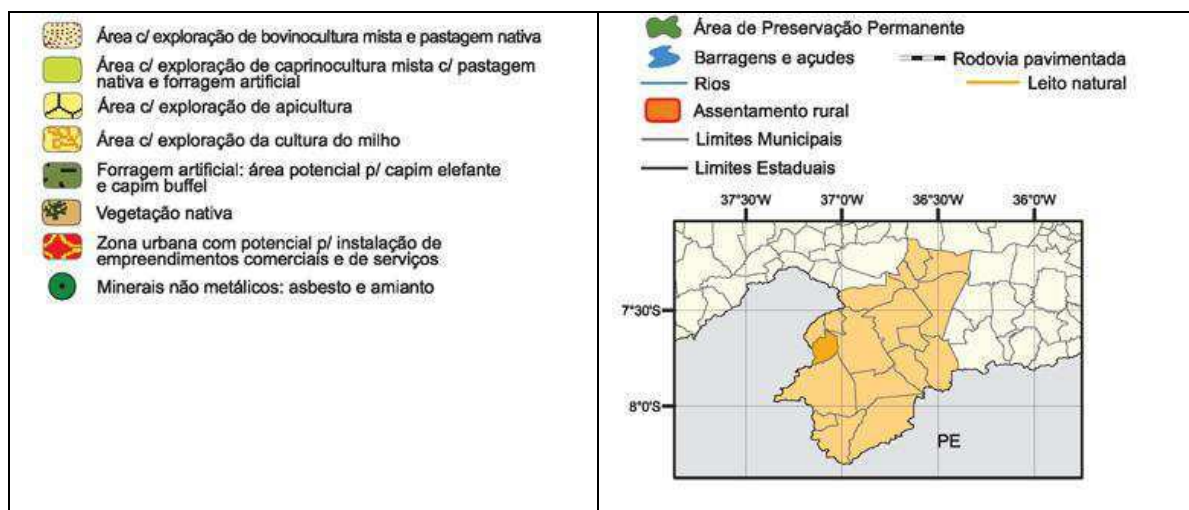 Área c/ exploração de bovinocultura mista e pastagem nativa
Área c/ exploração de caprinocultura mista c/ pastagem
nativa e forragem artificial
Área c/ exploração de apicultura
Área c/ exploração da cultura do milho
Forragem artificial: área potencial p/ capim elefante
e capim buffel
Vegetação nativa
Zona urbana com potencial p/ instalação de
empreendimentos comerciais e de serviços
Minerais não metálicos: asbesto e amianto
Área de Preservação Permanente
Barragens e açudes
Rodovia pavimentada
Rios
Leito natural
Assentamento rural
Limites Municipais
Limites Estaduais
37°30'W 37°0'W 36°30'W 36°0'W
7°30'S
8°0'S
PE